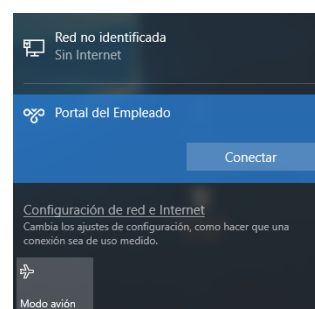 Red no identificada
Sin Internet
Portal del Empleado
Conectar
Configuración de red e Internet
Cambia los ajustes de configuración, como hacer que una
conexión sea de uso medido.
Modo avión